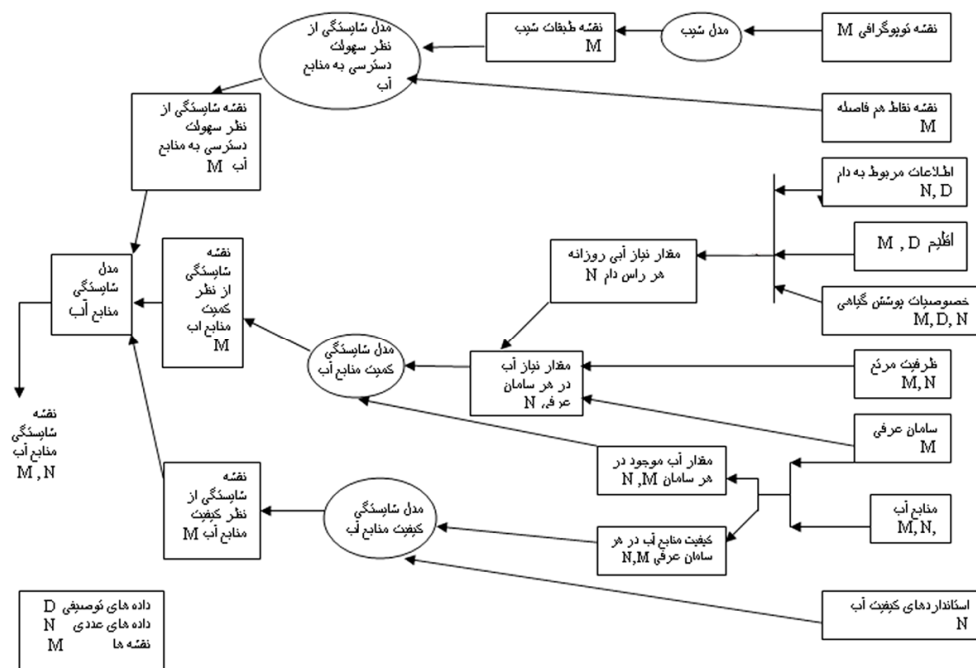 نقشه توپوگرافی M
مدل شیب
نقشه طبقات شیب
M
مدل شایستگی از
نظر سهولت
دسترسی به منابع
آب
نقشه نقاط هم فاصله
M
نقشه شایستگی از
نظر سهولت
دسترسی به منابع
آب M
اطلاعات مربوط به دام
N, D
اقلیم M , D
خصوصیات پوشش گیاهی
M, D, N
مقدار نیاز آبی روزانه
هر راس دام N
نقشه
شایستگی
از نظر
کمیت
منابع اب
M
مدل
شایستگی
منابع آب
مدل شایستگی
کمیت منابع آب
مقدار نیاز آب
در هر سامان
عرفی N
ظرفیت مرتع
M, N
سامان عرفی
M
نقشه
شایستگی
منابع آب
M , N
مقدار آب موجود در
هر سامان N, M
منابع آب
M, N,
نقشه
شایستگی از
نظر کیفیت
منابع آب M
مدل شایستگی
کیفیت منابع آب
کیفیت منابع آب در هر
سامان عرفی N,M
استانداردهای کیفیت آب
N
داده های توصیفی D
داده های عددی N
نقشه ها M